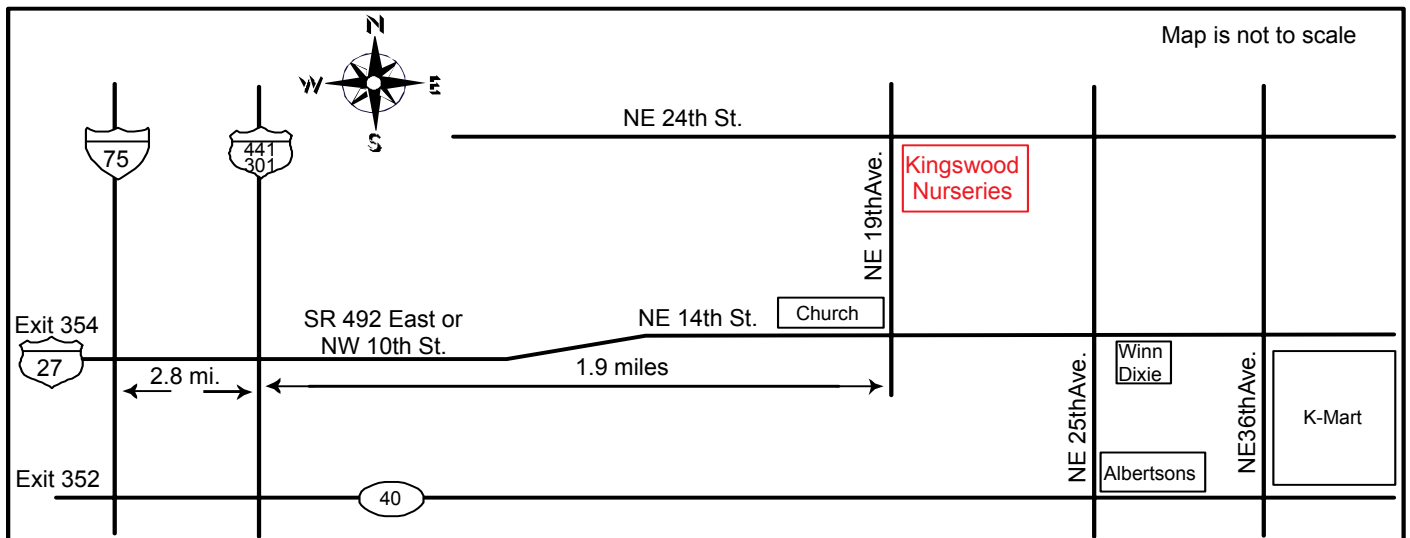 N
Map is not to scale
W
E
S
NE 24th St.
75
441
301
Kingswood
Nurseries
NE 19thAve.
Church
Exit 354
SR 492 East or
NW 10th St.
NE 14th St.
27
2.8 mi.
1.9 miles
Winn
Dixie
NE 25thAve.
NE36thAve.
K-Mart
Exit 352
40
Albertsons